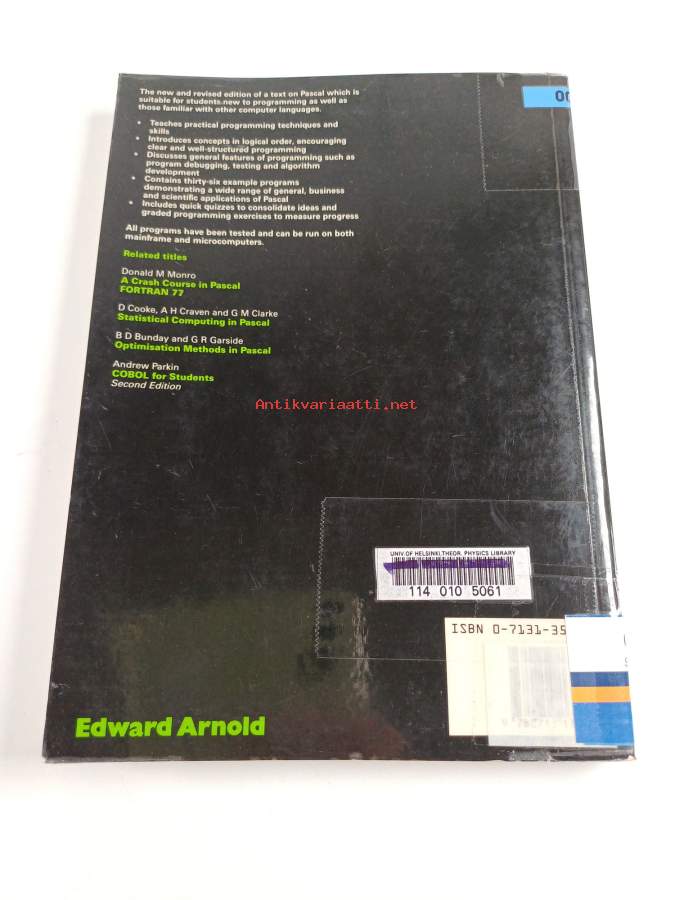 The new and revised edition of a text on Pascal which is
suitable for students new to programming as well as
those familiar with other computer languages.
• Teaches practical programming techniques and
skills
• Introduces concepts in logical order, encouraging
clear and well-structured programming
• Discusses general features of programming such as
program debugging, testing and algorithm
development
• Contains thirty-six example programs
demonstrating a wide range of general, business
and scientific applications of Pascal
• Includes quick quizzes to consolidate ideas and
graded programming exercises to measure progress
All programs have been tested and can be run on both
mainframe and microcomputers.
Related titles
Donald M Monro
A Crash Course in Pascal
FORTRAN 77
D Cooke, A H Craven and G M Clarke
Statistical Computing in Pascal
B D Bunday and G R Garside
Optimisation Methods in Pascal
Andrew Parkin
COBOL for Students
Second Edition
Antikvariaatti.net
UNIV.OF HELSINKI.THEOR. PHYSICS LIBRARY
114 010 5061
ISBN 0-7131-35
Edward Arnold